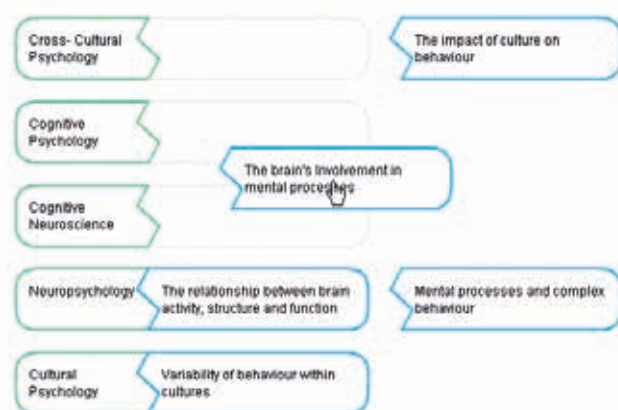 Cross- Cultural
Psychology
The impact of culture on
behaviour
Cognitive
Psychology
The brain's Involvement in
mental processes
Cognitive
Neuroscience
Neuropsychology
The relationship between brain
activity, structure and function
Mental processes and complex
behaviour
Cultural
Psychology
Variability of behaviour within
cultures